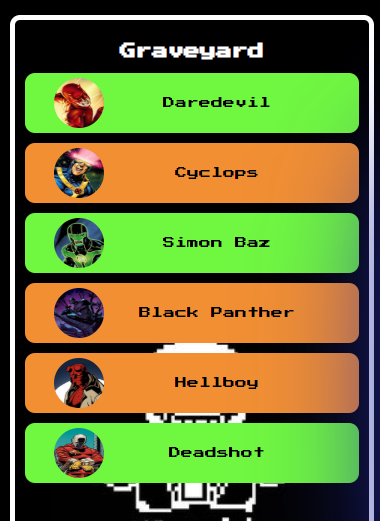 Graveyard
Daredevil
Cyclops
Simon Baz
Black Panther
Hellboy
Deadshot